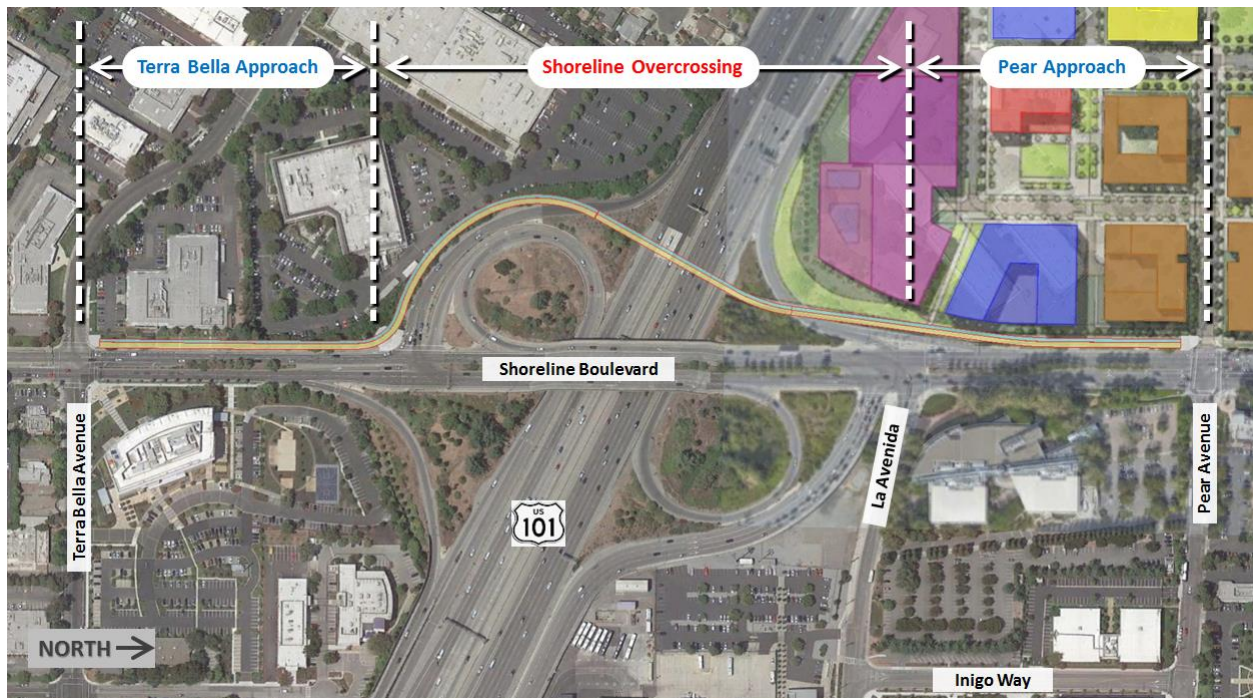 Terra Bella Approach
Shoreline Overcrossing
Pear Approach
Shoreline Boulevard
Terra Bella Avenue
US
101
La Avenida
Pear Avenue
NORTH
Inigo Way